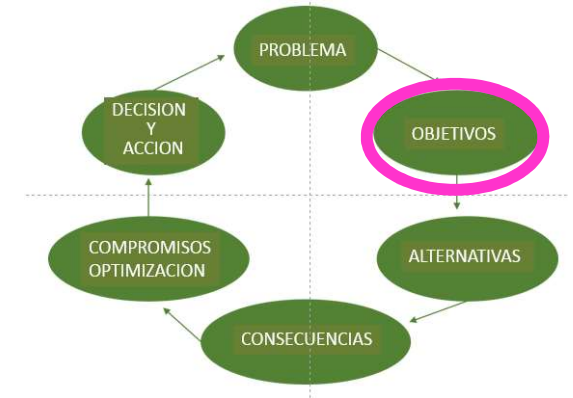 PROBLEMA
OBJETIVOS
ALTERNATIVAS
CONSECUENCIAS
COMPROMISOS
OPTIMIZACION
DECISION
Y
ACCION